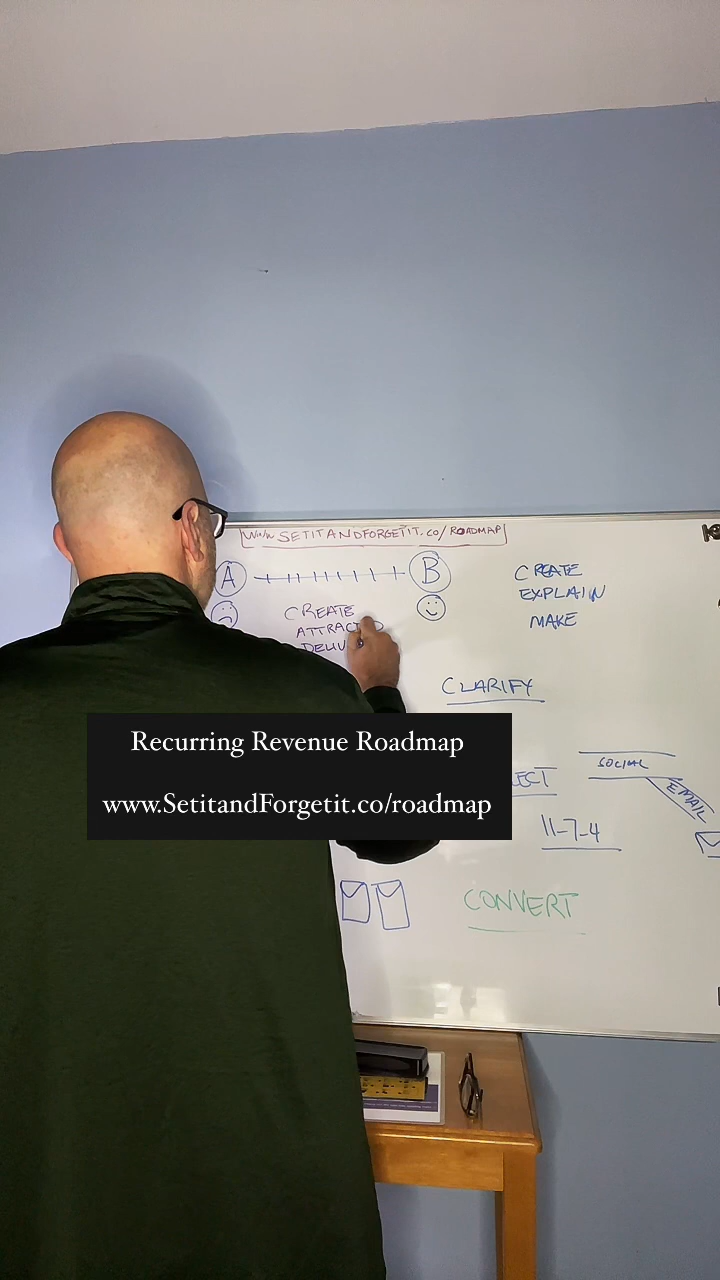 www.SETITANDFORGETIT.CO/ROADMAP
A
B
CREATE
ATTRACT
CREATE
EXPLAIN
MAKE
CLARIFY
Recurring Revenue Roadmap
www.SetitandForgetit.co/roadmap
SOCIAL
EMAIL
11-7-4
CONVERT